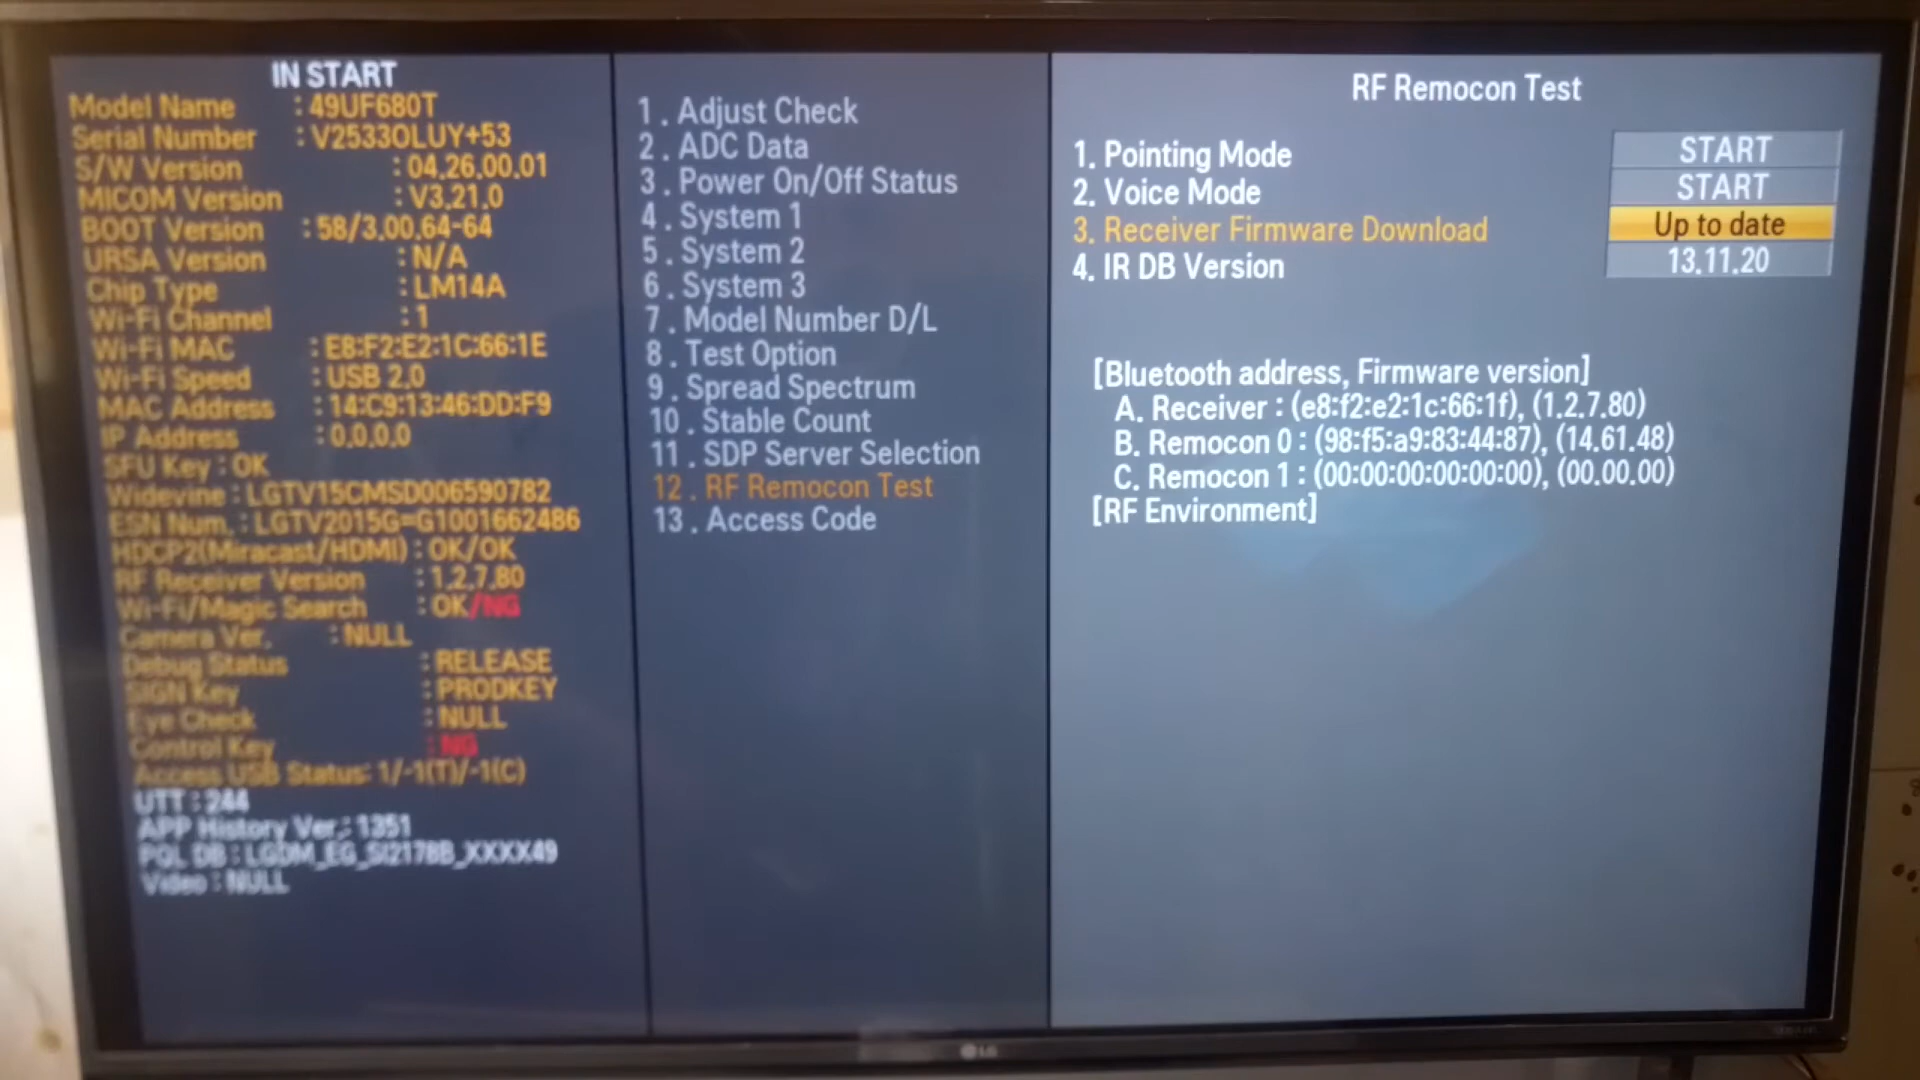 IN START
Model Name : 49UF680T
Serial Number : V2533OLUY+53
S/W Version : 04.26.00.01
MICOM Version : V3.21.0
BOOT Version : 58/3.00.64-64
URSA Version : N/A
Chip Type : LM14A
Wi-Fi Channel : 1
Wi-Fi MAC : E8:F2:E2:1C:66:1E
Wi-Fi Speed : USB 2.0
MAC Address : 14:C9:13:46:DD:F9
IP Address : 0.0.0.0
SFU Key : OK
Widevine : LGTV15CMSD006590782
ESN Num. : LGTV2015G=G1001662486
HDCP2(Miracast/HDMI) : OK/OK
RF Receiver Version : 1.2.7.80
Wi-Fi/Magic Search : OK/NG
Camera Ver. : NULL
Debug Status : RELEASE
SIGN Key : PRODKEY
Eye Check : NULL
Control Key : NG
Access USB Status: 1/-1(T)/-1(C)
UTT : 244
APP History Ver.: 1351
PQL DB : LGDM_EG_SI2178B_XXXX49
Video : NULL
1. Adjust Check
2. ADC Data
3. Power On/Off Status
4. System 1
5. System 2
6. System 3
7. Model Number D/L
8. Test Option
9. Spread Spectrum
10. Stable Count
11. SDP Server Selection
12. RF Remocon Test
13. Access Code
RF Remocon Test
1. Pointing Mode START
2. Voice Mode START
3. Receiver Firmware Download Up to date
4. IR DB Version 13.11.20
[Bluetooth address, Firmware version]
A. Receiver : (e8:f2:e2:1c:66:1f), (1.2.7.80)
B. Remocon 0 : (98:f5:a9:83:44:87), (14.61.48)
C. Remocon 1 : (00:00:00:00:00:00), (00.00.00)
[RF Environment]
LG